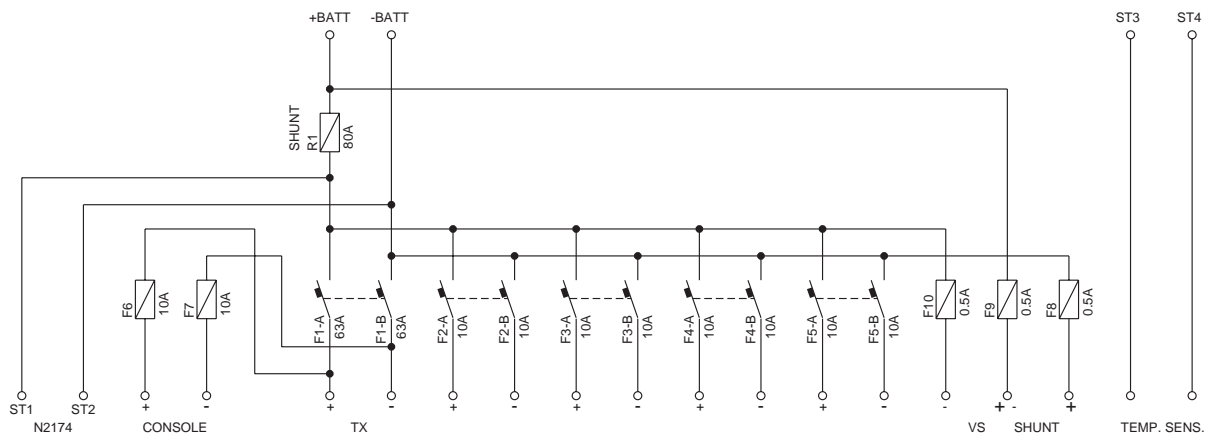 +BATT -BATT ST3 ST4
SHUNT
R1
80A
F6
10A
F7
10A
F1-A
63A
F1-B
63A
F2-A
10A
F2-B
10A
F3-A
10A
F3-B
10A
F4-A
10A
F4-B
10A
F5-A
10A
F5-B
10A
F10
0.5A
F9
0.5A
F8
0.5A
ST1 ST2 + - + - + - + - + - + - - + - +
N2174 CONSOLE TX VS SHUNT TEMP. SENS.